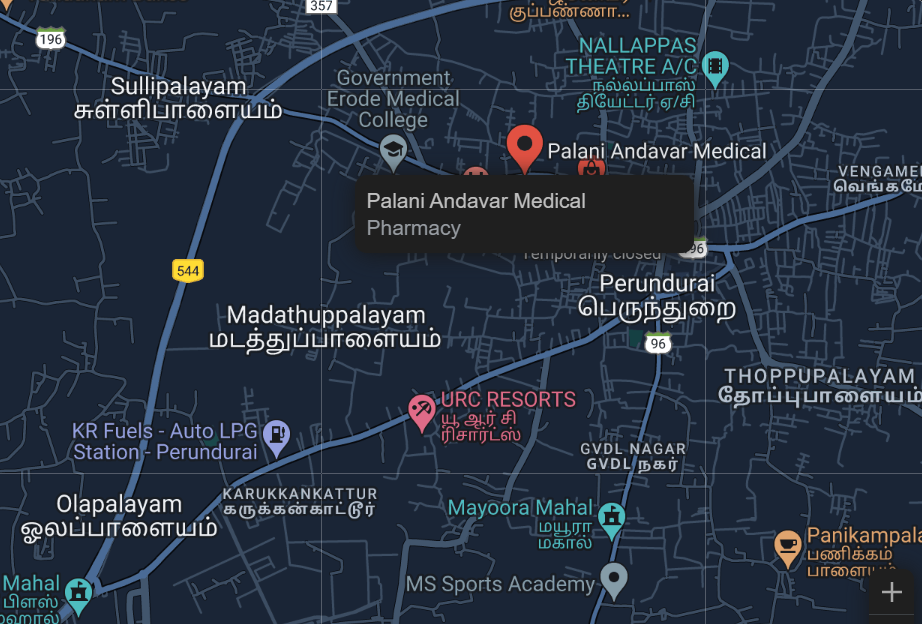 357
குப்பண்ணா...
196
NALLAPPAS
THEATRE A/C
நல்லப்பாஸ்
தியேட்டர் ஏ/சி
Sullipalayam
சுள்ளிபாளையம்
Government
Erode Medical
College
Palani Andavar Medical
Palani Andavar Medical
Pharmacy
VENGAME
வெங்கமே
96
Temporarily closed
544
Perundurai
பெருந்துறை
Madathuppalayam
மடத்துப்பாளையம்
96
THOPPUPALAYAM
தோப்புபாளையம்
URC RESORTS
யூ ஆர் சி
ரிசார்ட்ஸ்
KR Fuels - Auto LPG
Station - Perundurai
GVDL NAGAR
GVDL நகர்
KARUKKANKATTUR
கருக்கன்காட்டூர்
Olapalayam
ஓலப்பாளையம்
Mayoora Mahal
மயூரா
மகால்
Panikampala
பணிக்கம்
பாளைய
MS Sports Academy
Mahal
பிளஸ்
ஹால்